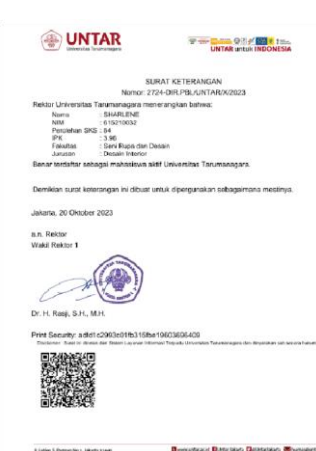 UNTAR
Universitas Tarumanagara
UNTAR untuk INDONESIA
SURAT KETERANGAN
Nomor: 2724-DIR.PBL/UNTAR/X/2023
Rektor Universitas Tarumanagara menerangkan bahwa:
Nama : SHARLENE
NIM : 615210032
Perolehan SKS : 84
IPK : 3.96
Fakultas : Seni Rupa dan Desain
Jurusan : Desain Interior
Benar terdaftar sebagai mahasiswa aktif Universitas Tarumanagara.
Demikian surat keterangan ini dibuat untuk dipergunakan sebagaimana mestinya.
Jakarta, 20 Oktober 2023
a.n. Rektor
Wakil Rektor 1
Dr. H. Rasji, S.H., M.H.
Print Security: